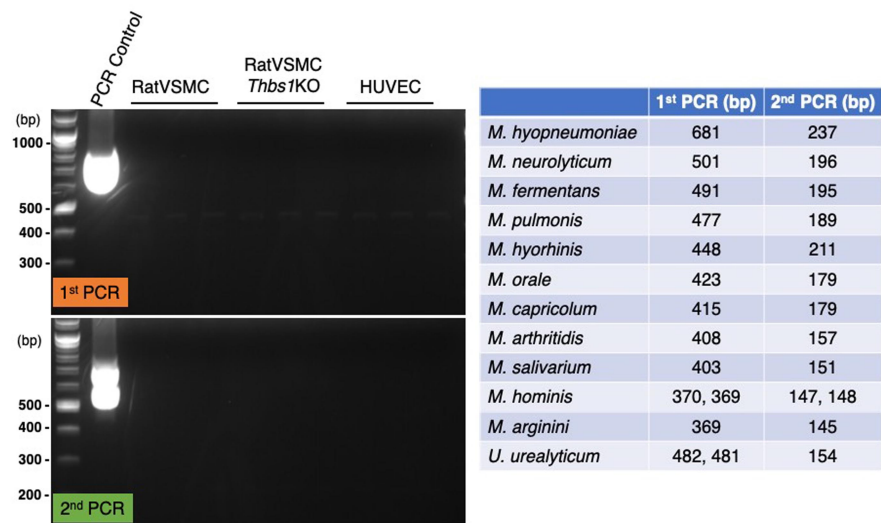 PCR Control
RatVSMC
RatVSMC
Thbs1KO
HUVEC
(bp)
1000 -
500 -
400 -
300 -
1st PCR
(bp)
500 -
400 -
300 -
200 -
2nd PCR
1st PCR (bp) 2nd PCR (bp)
M. hyopneumoniae 681 237
M. neurolyticum 501 196
M. fermentans 491 195
M. pulmonis 477 189
M. hyorhinis 448 211
M. orale 423 179
M. capricolum 415 179
M. arthritidis 408 157
M. salivarium 403 151
M. hominis 370, 369 147, 148
M. arginini 369 145
U. urealyticum 482, 481 154